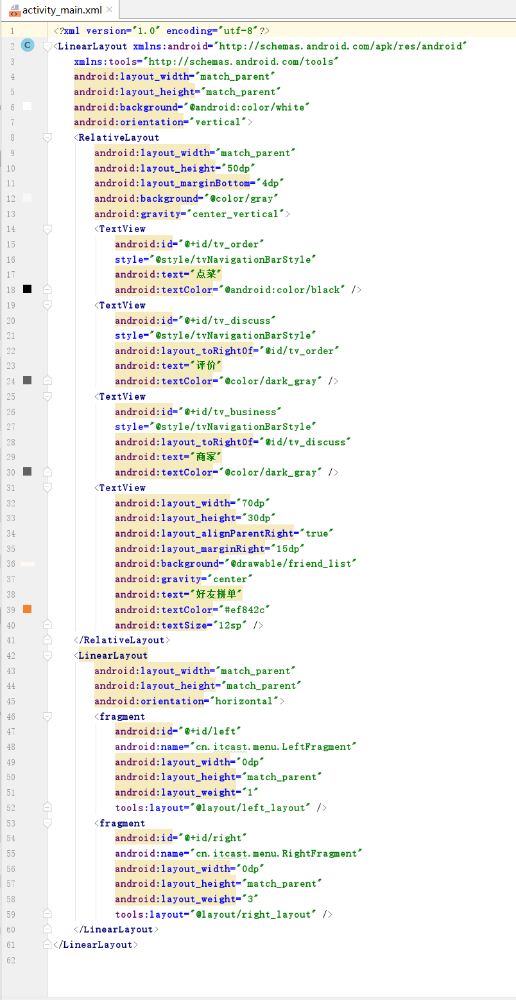 activity_main.xml
1 <?xml version="1.0" encoding="utf-8"?>
2 C <LinearLayout xmlns:android="http://schemas.android.com/apk/res/android"
3 xmlns:tools="http://schemas.android.com/tools"
4 android:layout_width="match_parent"
5 android:layout_height="match_parent"
6 android:background="@android:color/white"
7 android:orientation="vertical">
8 <RelativeLayout
9 android:layout_width="match_parent"
10 android:layout_height="50dp"
11 android:layout_marginBottom="4dp"
12 android:background="@color/gray"
13 android:gravity="center_vertical">
14 <TextView
15 android:id="@+id/tv_order"
16 style="@style/tvNavigationBarStyle"
17 android:text="点菜"
18 android:textColor="@android:color/black" />
19 <TextView
20 android:id="@+id/tv_discuss"
21 style="@style/tvNavigationBarStyle"
22 android:layout_toRightOf="@id/tv_order"
23 android:text="评价"
24 android:textColor="@color/dark_gray" />
25 <TextView
26 android:id="@+id/tv_business"
27 style="@style/tvNavigationBarStyle"
28 android:layout_toRightOf="@id/tv_discuss"
29 android:text="商家"
30 android:textColor="@color/dark_gray" />
31 <TextView
32 android:layout_width="70dp"
33 android:layout_height="30dp"
34 android:layout_alignParentRight="true"
35 android:layout_marginRight="15dp"
36 android:background="@drawable/friend_list"
37 android:gravity="center"
38 android:text="好友拼单"
39 android:textColor="#ef842c"
40 android:textSize="12sp" />
41 </RelativeLayout>
42 <LinearLayout
43 android:layout_width="match_parent"
44 android:layout_height="match_parent"
45 android:orientation="horizontal">
46 <fragment
47 android:id="@+id/left"
48 android:name="cn.itcast.menu.LeftFragment"
49 android:layout_width="0dp"
50 android:layout_height="match_parent"
51 android:layout_weight="1"
52 tools:layout="@layout/left_layout" />
53 <fragment
54 android:id="@+id/right"
55 android:name="cn.itcast.menu.RightFragment"
56 android:layout_width="0dp"
57 android:layout_height="match_parent"
58 android:layout_weight="3"
59 tools:layout="@layout/right_layout" />
60 </LinearLayout>
61 </LinearLayout>
62